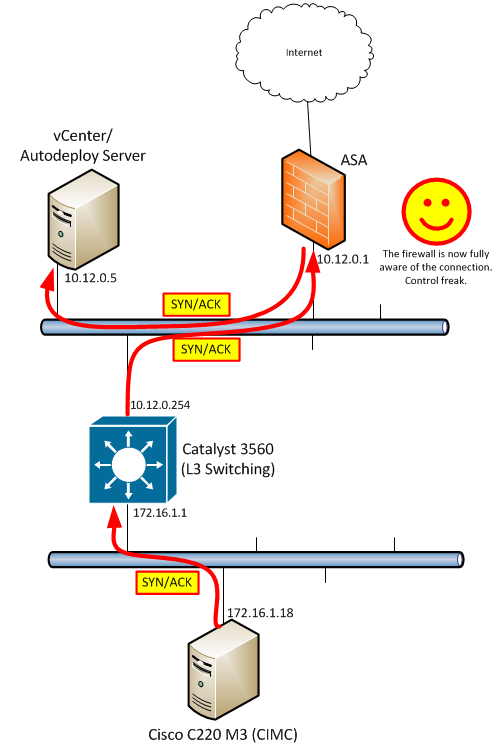 Internet
vCenter/
Autodeploy Server
ASA
10.12.0.1
The firewall is now fully
aware of the connection.
Control freak.
10.12.0.5
SYN/ACK
SYN/ACK
10.12.0.254
Catalyst 3560
(L3 Switching)
172.16.1.1
SYN/ACK
172.16.1.18
Cisco C220 M3 (CIMC)